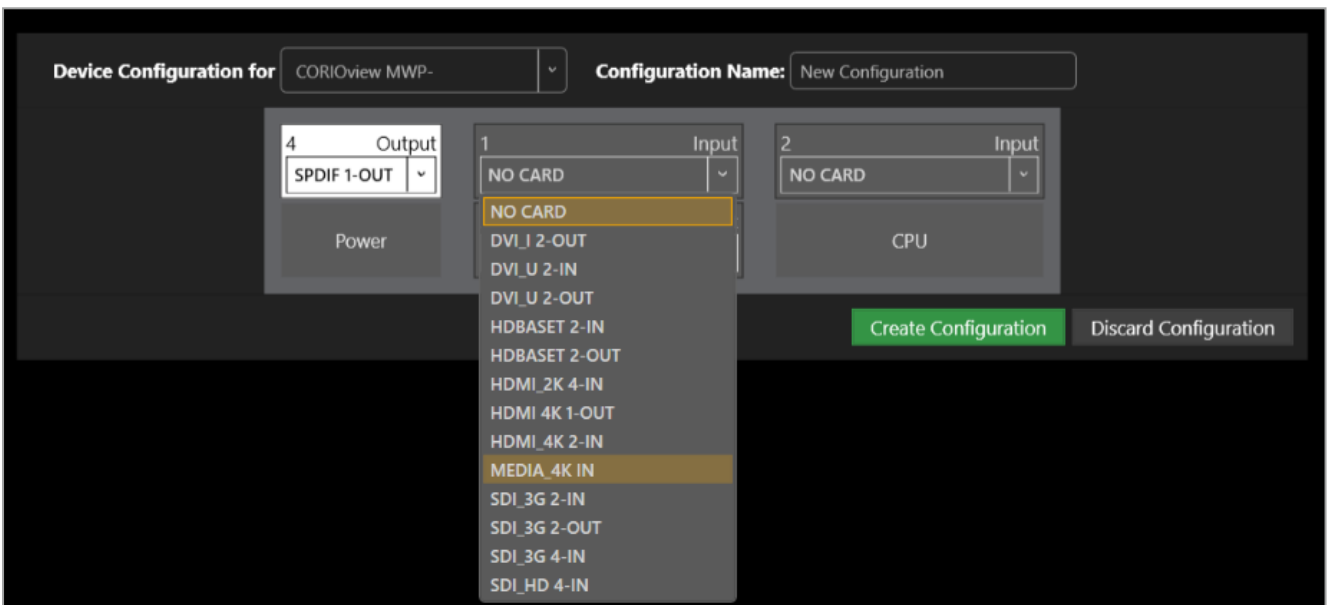 Device Configuration for CORIOview MWP- Configuration Name: New Configuration
4 Output 1 Input 2 Input
SPDIF 1-OUT NO CARD NO CARD
Power CPU
NO CARD
DVI_I 2-OUT
DVI_U 2-IN
DVI_U 2-OUT
HDBASET 2-IN
HDBASET 2-OUT
HDMI_2K 4-IN
HDMI 4K 1-OUT
HDMI_4K 2-IN
MEDIA_4K IN
SDI_3G 2-IN
SDI_3G 2-OUT
SDI_3G 4-IN
SDI_HD 4-IN
Create Configuration Discard Configuration